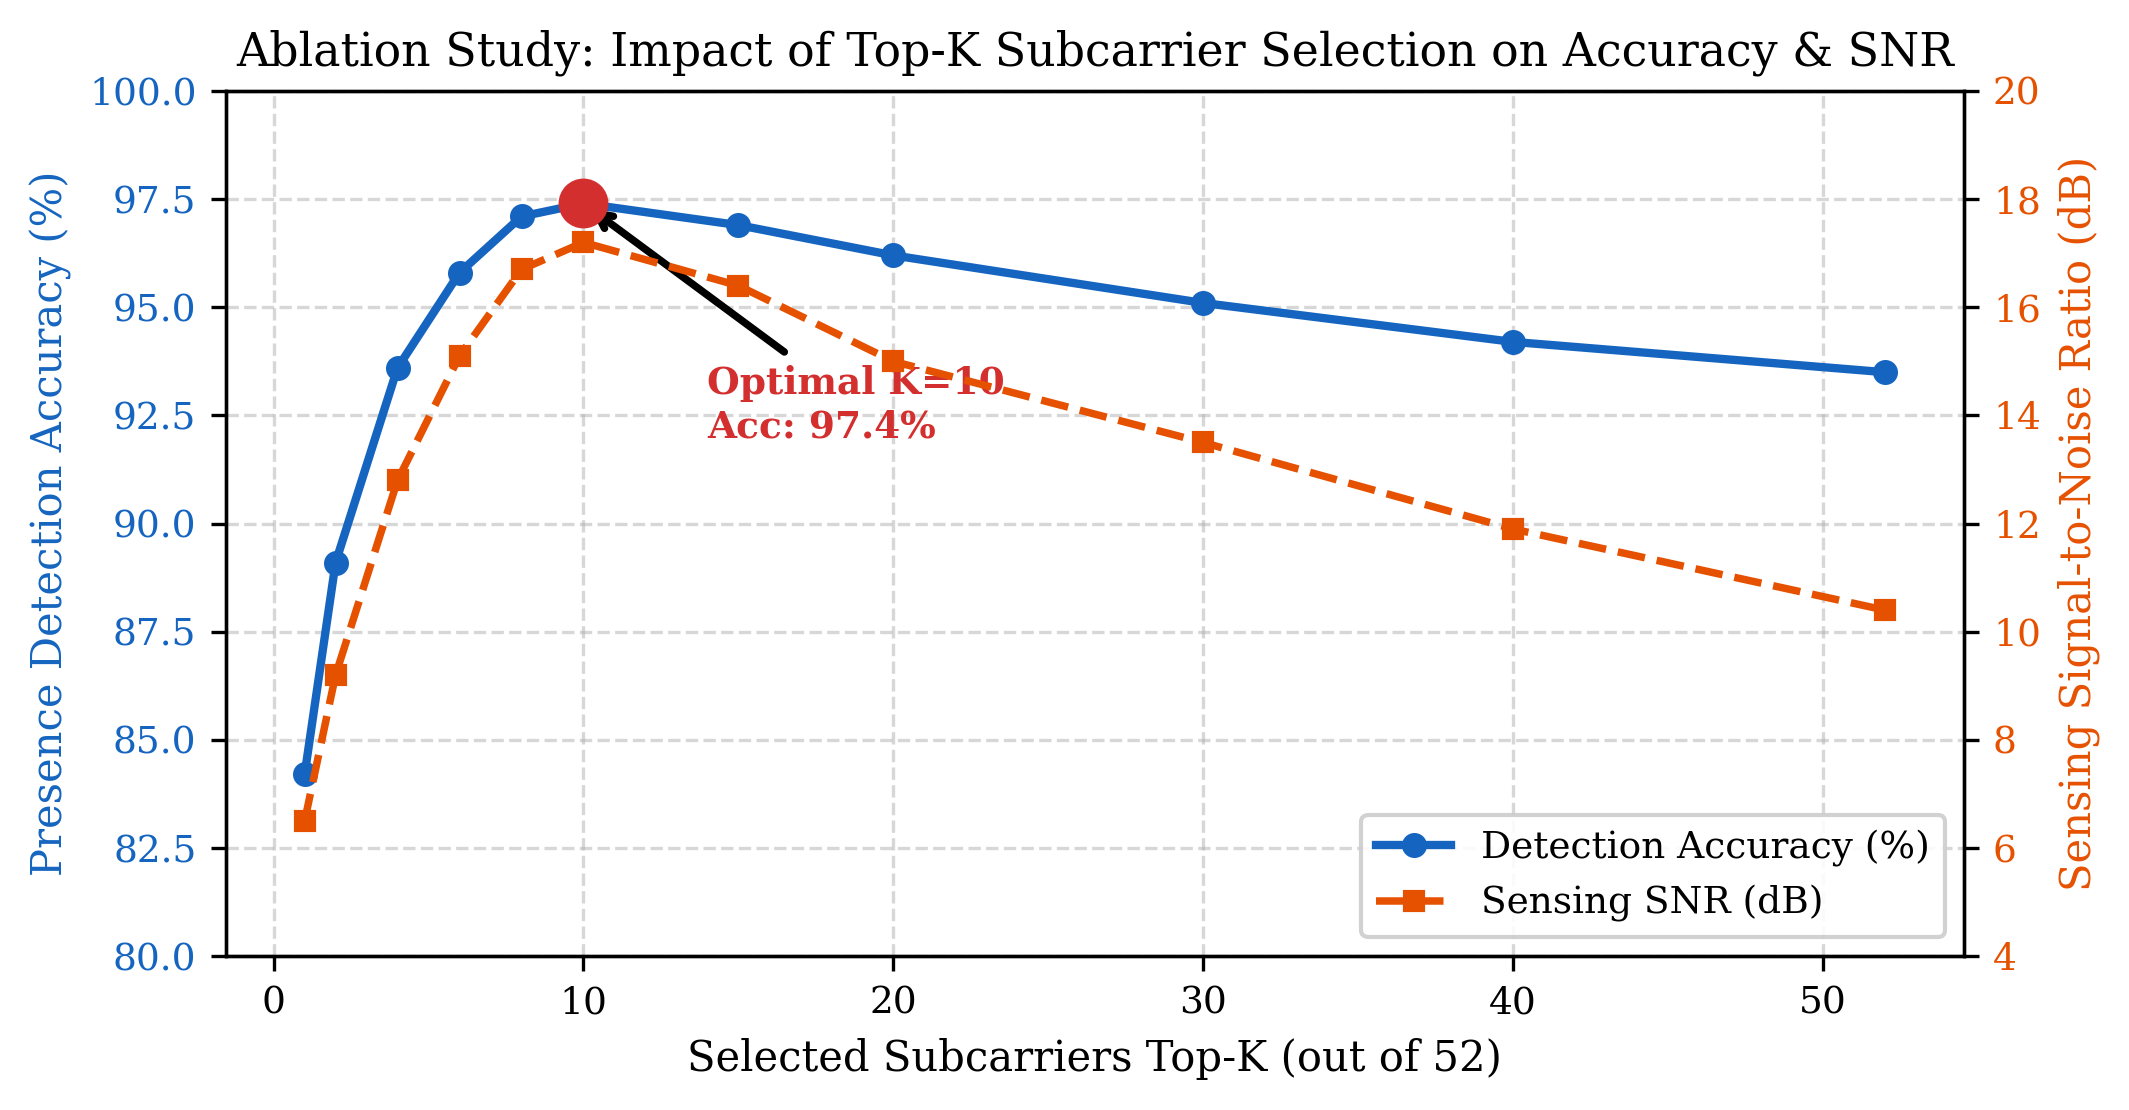 Ablation Study: Impact of Top-K Subcarrier Selection on Accuracy & SNR
Presence Detection Accuracy (%)
100.0
97.5
95.0
92.5
90.0
87.5
85.0
82.5
80.0
Optimal K=10
Acc: 97.4%
20
18
16
14
12
10
8
6
4
Sensing Signal-to-Noise Ratio (dB)
Detection Accuracy (%)
Sensing SNR (dB)
0 10 20 30 40 50
Selected Subcarriers Top-K (out of 52)